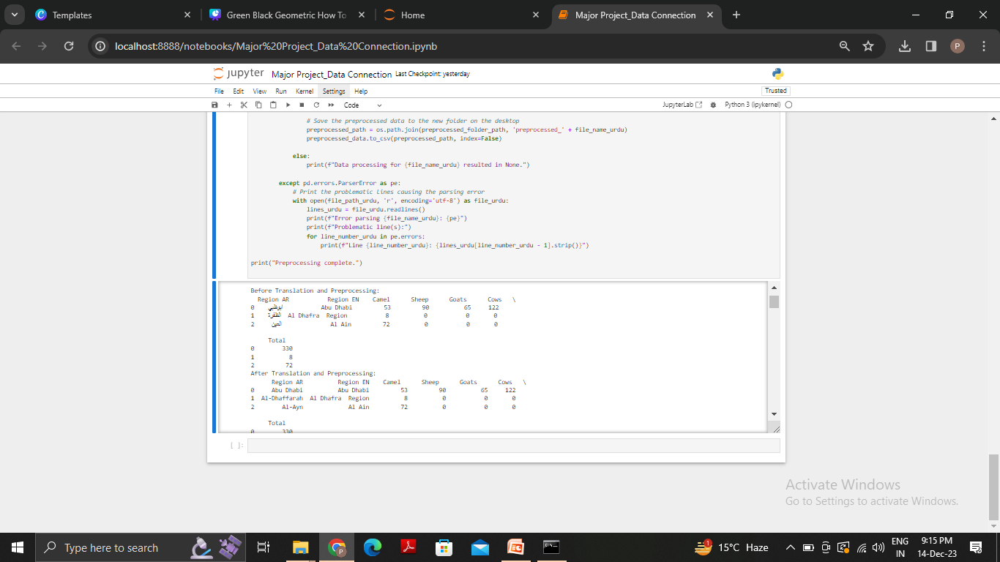 Templates
Green Black Geometric How To
Home
Major Project_Data Connection
localhost:8888/notebooks/Major%20Project_Data%20Connection.ipynb
P
jupyter Major Project_Data Connection Last Checkpoint: yesterday
File Edit View Run Kernel Settings Help
Trusted
Code
JupyterLab
Python 3 (ipykernel)
# Save the preprocessed data to the new folder on the desktop
preprocessed_path = os.path.join(preprocessed_folder_path, 'preprocessed_' + file_name_urdu)
preprocessed_data.to_csv(preprocessed_path, index=False)
else:
print(f"Data processing for {file_name_urdu} resulted in None.")
except pd.errors.ParserError as pe:
# Print the problematic lines causing the parsing error
with open(file_path_urdu, 'r', encoding='utf-8') as file_urdu:
lines_urdu = file_urdu.readlines()
print(f"Error parsing {file_name_urdu}: {pe}")
print(f"Problematic line(s):")
for line_number_urdu in pe.errors:
print(f"Line {line_number_urdu}: {lines_urdu[line_number_urdu - 1].strip()}")
print("Preprocessing complete.")
Before Translation and Preprocessing:
Region AR Region EN Camel Sheep Goats Cows \
0 ابوظبي Abu Dhabi 53 90 65 122
1 الظفرة Al Dhafra Region 8 0 0 0
2 العين Al Ain 72 0 0 0
Total
0 330
1 8
2 72
After Translation and Preprocessing:
Region AR Region EN Camel Sheep Goats Cows \
0 Abu Dhabi Abu Dhabi 53 90 65 122
1 Al-Dhaffarah Al Dhafra Region 8 0 0 0
2 Al-Ayn Al Ain 72 0 0 0
Total
0 330
[ ]:
Activate Windows
Go to Settings to activate Windows.
Type here to search
1
15°C Haze
ENG
IN
9:15 PM
14-Dec-23